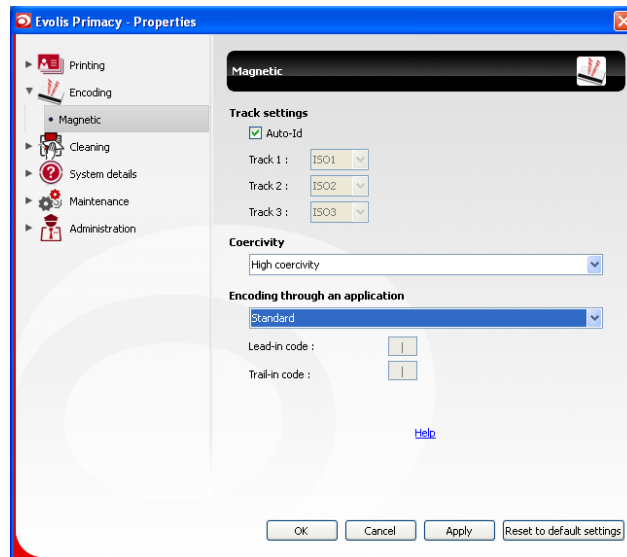 Evolis Primacy - Properties
Printing
Encoding
Magnetic
Cleaning
System details
Maintenance
Administration
Magnetic
Track settings
Auto-Id
Track 1 : ISO1
Track 2 : ISO2
Track 3 : ISO3
Coercivity
High coercivity
Encoding through an application
Standard
Lead-in code : |
Trail-in code : |
Help
OK Cancel Apply Reset to default settings